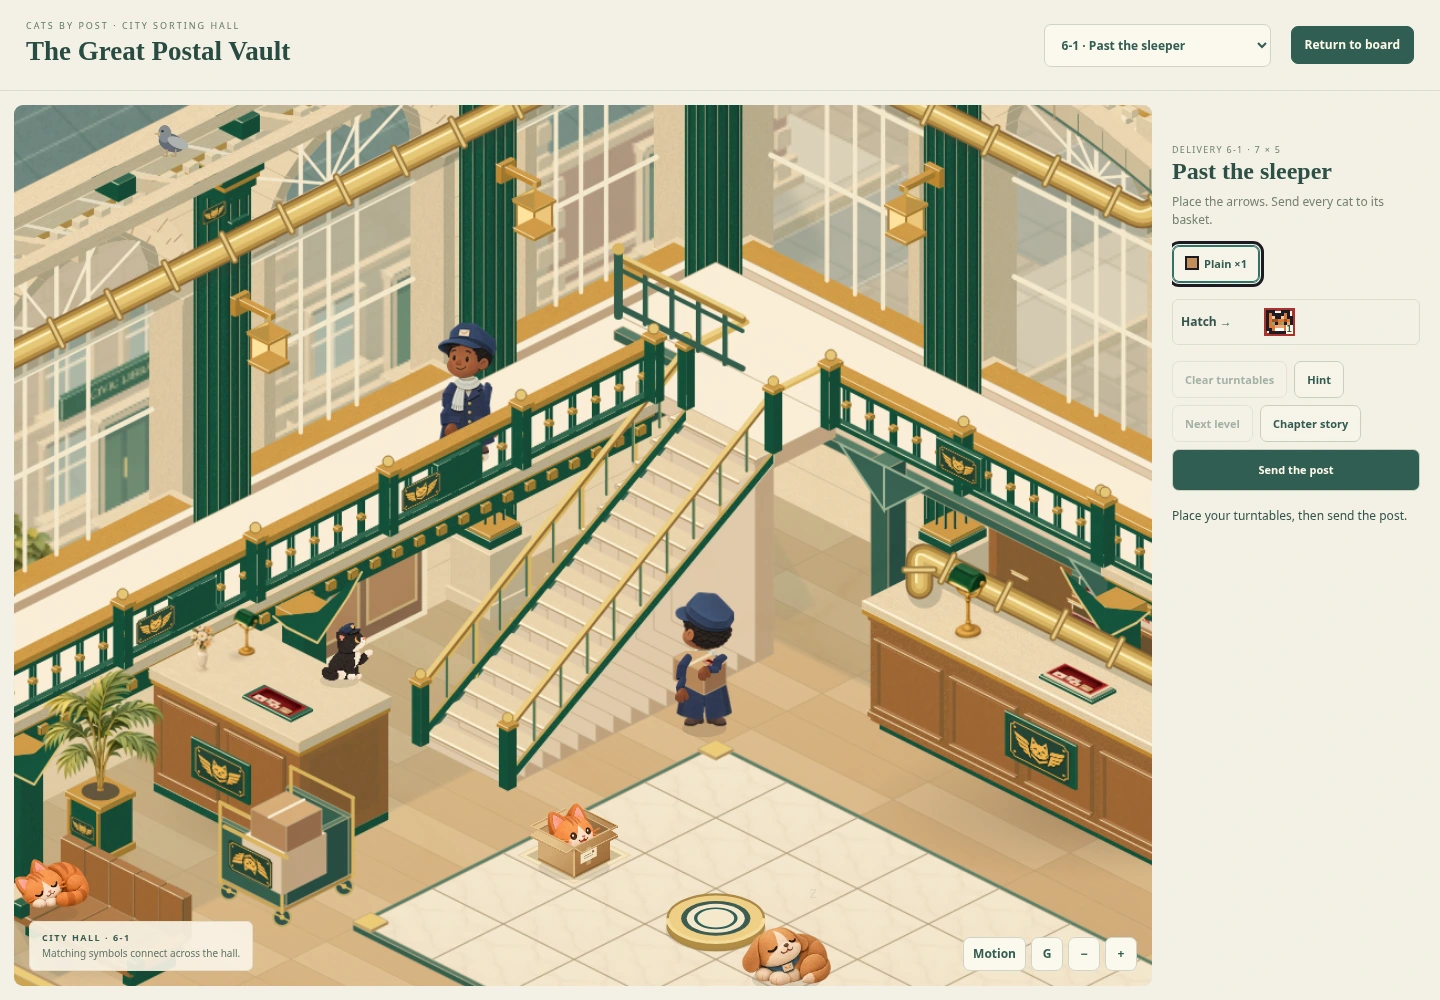 CATS BY POST · CITY SORTING HALL
The Great Postal Vault
6-1 · Past the sleeper
Return to board
DELIVERY 6-1 · 7 × 5
Past the sleeper
Place the arrows. Send every cat to its
basket.
Plain ×1
Hatch →
1
Clear turntables
Hint
Next level
Chapter story
Send the post
Place your turntables, then send the post.
CIVIC LIBR
z
CITY HALL · 6-1
Matching symbols connect across the hall.
Motion
G
−
+